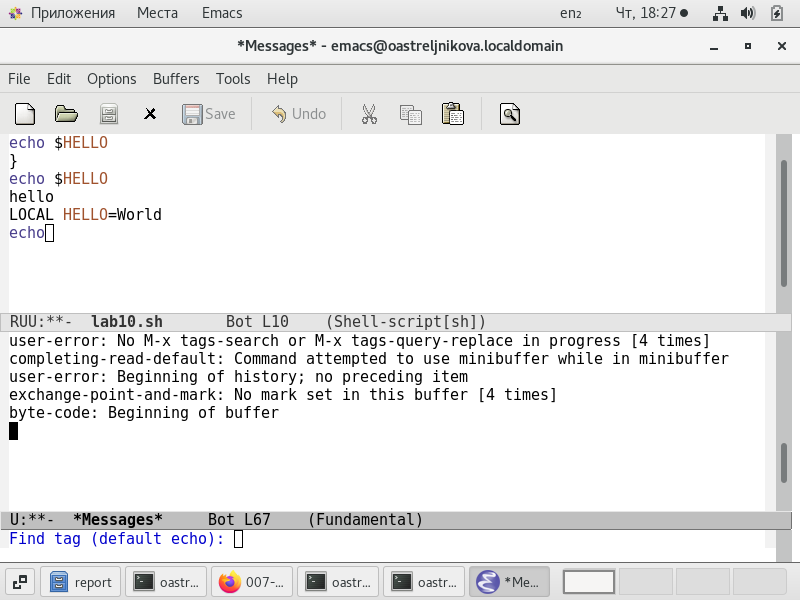 Приложения Места Emacs en₂ Чт, 18:27
*Messages* - emacs@oastreljnikova.localdomain
File Edit Options Buffers Tools Help
Save Undo
echo $HELLO
}
echo $HELLO
hello
LOCAL HELLO=World
echo
RUU:**-  lab10.sh       Bot L10    (Shell-script[sh])
user-error: No M-x tags-search or M-x tags-query-replace in progress [4 times]
completing-read-default: Command attempted to use minibuffer while in minibuffer
user-error: Beginning of history; no preceding item
exchange-point-and-mark: No mark set in this buffer [4 times]
byte-code: Beginning of buffer
U:**-  *Messages*     Bot L67    (Fundamental)
Find tag (default echo):
report oastr... 007-... oastr... oastr... *Me...